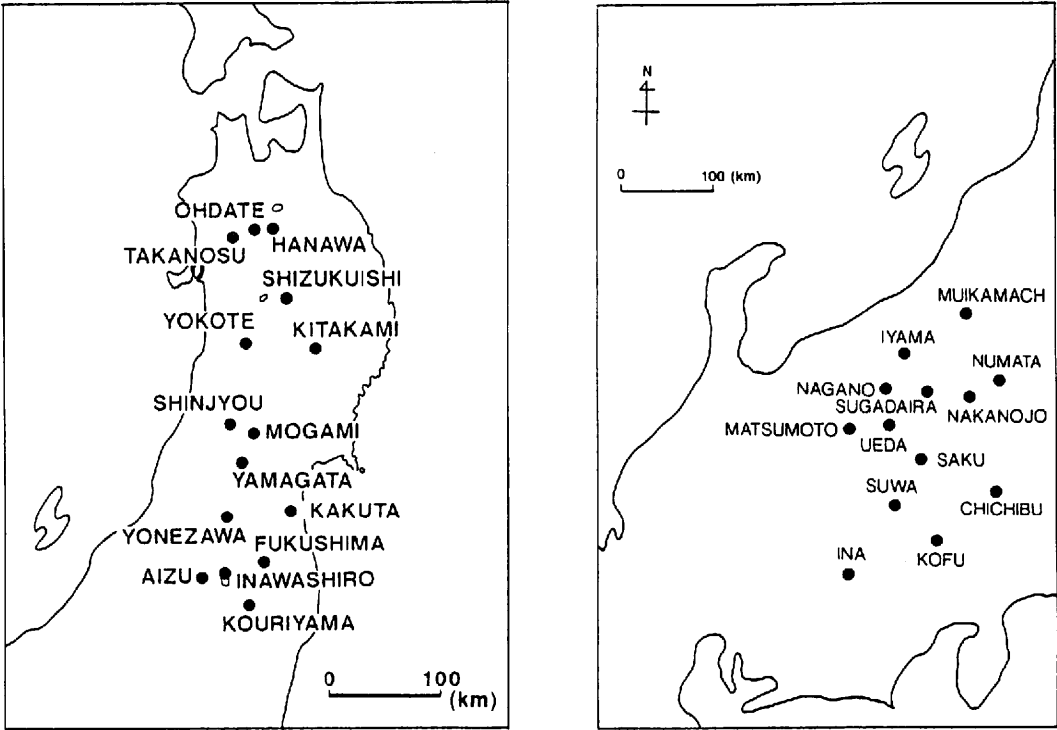 OHDATE
TAKANOSU
HANAWA
SHIZUKUISHI
YOKOTE
KITAKAMI
SHINJYOU
MOGAMI
YAMAGATA
KAKUTA
YONEZAWA
FUKUSHIMA
AIZU
INAWASHIRO
KOURIYAMA
0 100
(km)
N
0 100 (km)
MUIKAMACH
IYAMA
NUMATA
NAGANO
SUGADAIRA
NAKANOJO
MATSUMOTO
UEDA
SAKU
SUWA
CHICHIBU
INA
KOFU